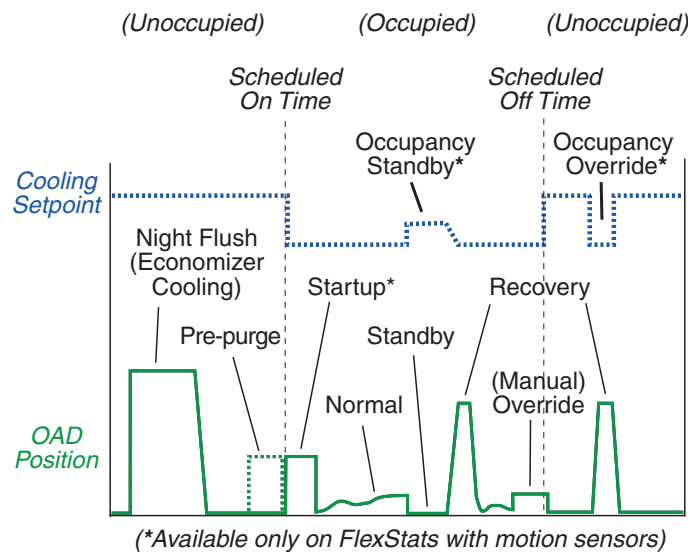 (Unoccupied)
(Occupied)
(Unoccupied)
Scheduled
On Time
Scheduled
Off Time
Occupancy
Standby*
Occupancy
Override*
Cooling
Setpoint
Night Flush
(Economizer
Cooling)
Startup*
Recovery
Pre-purge
Standby
(Manual)
Override
Normal
OAD
Position
(*Available only on FlexStats with motion sensors)